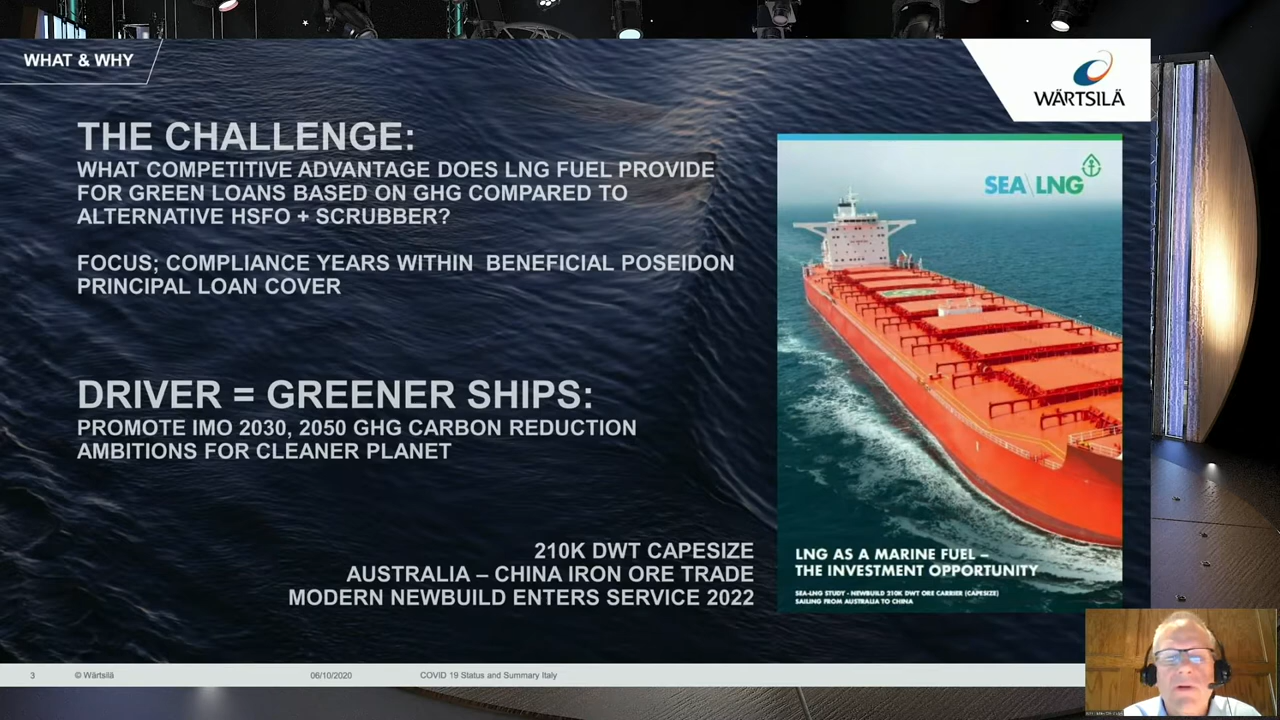 WHAT & WHY
WÄRTSILÄ
THE CHALLENGE:
WHAT COMPETITIVE ADVANTAGE DOES LNG FUEL PROVIDE
FOR GREEN LOANS BASED ON GHG COMPARED TO
ALTERNATIVE HSFO + SCRUBBER?
FOCUS; COMPLIANCE YEARS WITHIN BENEFICIAL POSEIDON
PRINCIPAL LOAN COVER
DRIVER = GREENER SHIPS:
PROMOTE IMO 2030, 2050 GHG CARBON REDUCTION
AMBITIONS FOR CLEANER PLANET
210K DWT CAPESIZE
AUSTRALIA – CHINA IRON ORE TRADE
MODERN NEWBUILD ENTERS SERVICE 2022
SEA\LNG
LNG AS A MARINE FUEL –
THE INVESTMENT OPPORTUNITY
SEA-LNG STUDY - NEWBUILD 210K DWT ORE CARRIER (CAPESIZE)
SAILING FROM AUSTRALIA TO CHINA
3 © Wärtsilä 06/10/2020 COVID 19 Status and Summary Italy